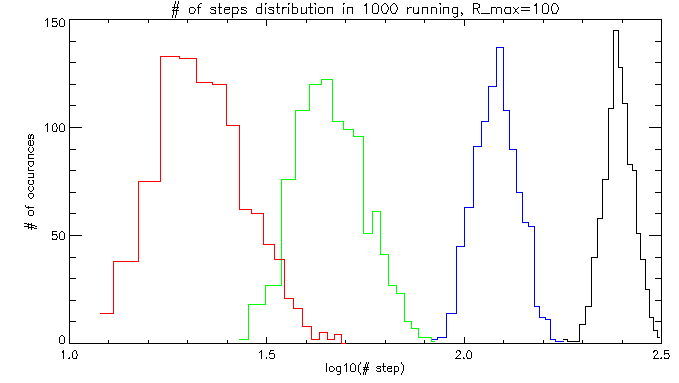 # of steps distribution in 1000 running, R_max=100
150
100
50
0
# of occurances
1.0 1.5 2.0 2.5
log10(# step)